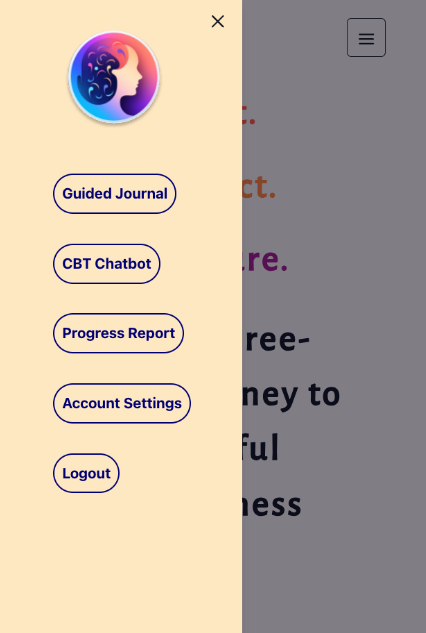 Guided Journal
CBT Chatbot
Progress Report
Account Settings
Logout
t.
ct.
re.
ree-
ney to
ful
ness